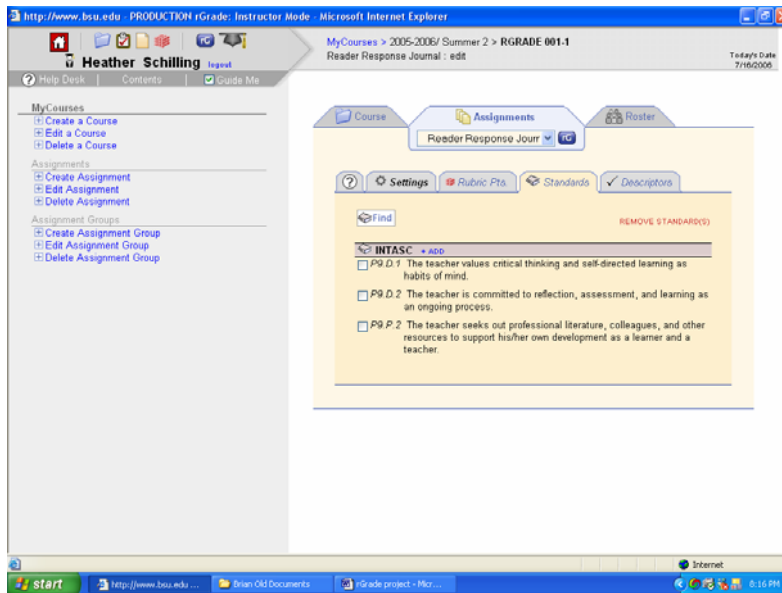 http://www.bsu.edu - PRODUCTION rGrade: Instructor Mode - Microsoft Internet Explorer
rG
Heather Schilling logout
? Help Desk | Contents | Guide Me
MyCourses > 2005-2006/ Summer 2 > RGRADE 001-1
Reader Response Journal : edit
Today's Date
7/16/2006
MyCourses
Create a Course
Edit a Course
Delete a Course
Assignments
Create Assignment
Edit Assignment
Delete Assignment
Assignment Groups
Create Assignment Group
Edit Assignment Group
Delete Assignment Group
Course Assignments Roster
Reader Response Jourr rG
? Settings Rubric Pts. Standards Descriptors
Find REMOVE STANDARD(S)
INTASC + ADD
P9.D.1 The teacher values critical thinking and self-directed learning as
habits of mind.
P9.D.2 The teacher is committed to reflection, assessment, and learning as
an ongoing process.
P9.P.2 The teacher seeks out professional literature, colleagues, and other
resources to support his/her own development as a learner and a
teacher.
Internet
start http://www.bsu.edu ... Brian Old Documents rGrade project - Micr... 8:16 PM